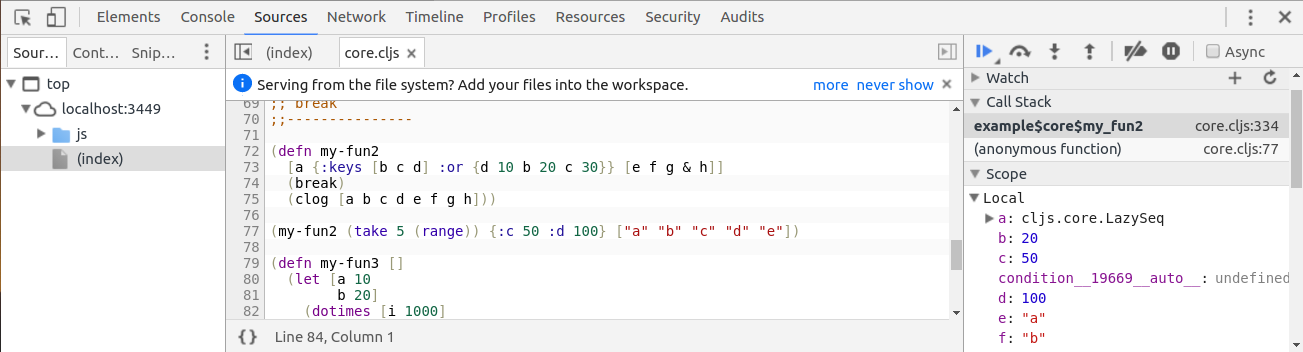 Elements Console Sources Network Timeline Profiles Resources Security Audits
Sour... Cont... Snip...
top
localhost:3449
js
(index)
(index) core.cljs
Serving from the file system? Add your files into the workspace. more never show
69 ;; break
70 ;;---------------
71
72 (defn my-fun2
73 [a {:keys [b c d] :or {d 10 b 20 c 30}} [e f g & h]]
74 (break)
75 (clog [a b c d e f g h]))
76
77 (my-fun2 (take 5 (range)) {:c 50 :d 100} ["a" "b" "c" "d" "e"])
78
79 (defn my-fun3 []
80 (let [a 10
81 b 20]
82 (dotimes [i 1000]
{} Line 84, Column 1
Async
Watch
Call Stack
example$core$my_fun2 core.cljs:334
(anonymous function) core.cljs:77
Scope
Local
a: cljs.core.LazySeq
b: 20
c: 50
condition__19669__auto__: undefined
d: 100
e: "a"
f: "b"